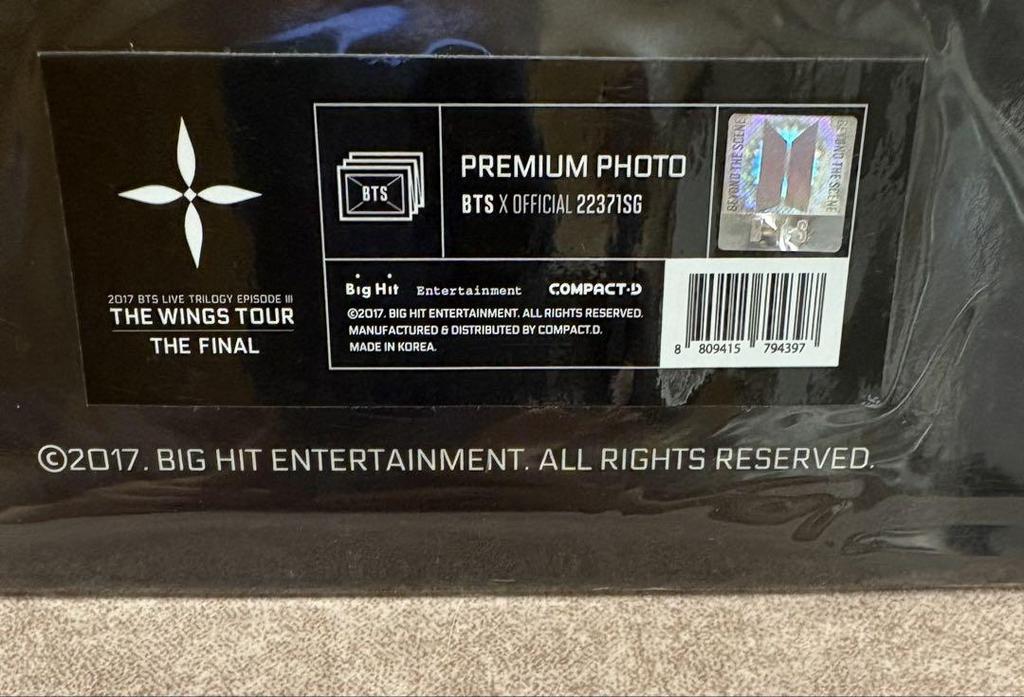 2017 BTS LIVE TRILOGY EPISODE III
THE WINGS TOUR
THE FINAL
BTS
PREMIUM PHOTO
BTS X OFFICIAL 22371SG
BEYOND THE SCENE
BEYOND THE SCENE
Big Hit Entertainment COMPACT·D
©2017. BIG HIT ENTERTAINMENT. ALL RIGHTS RESERVED.
MANUFACTURED & DISTRIBUTED BY COMPACT.D.
MADE IN KOREA.
8 809415 794397
©2017. BIG HIT ENTERTAINMENT. ALL RIGHTS RESERVED.